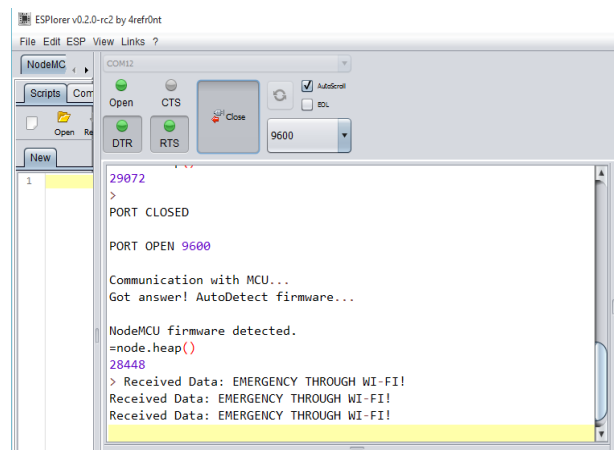 ESPlorer v0.2.0-rc2 by 4refr0nt
File Edit ESP View Links ?
NodeMC
COM12
Scripts Com
Open CTS
Close
AutoScroll
EOL
Open Re
DTR RTS
9600
New
1
29072
>
PORT CLOSED
PORT OPEN 9600
Communication with MCU...
Got answer! AutoDetect firmware...
NodeMCU firmware detected.
=node.heap()
28448
> Received Data: EMERGENCY THROUGH WI-FI!
Received Data: EMERGENCY THROUGH WI-FI!
Received Data: EMERGENCY THROUGH WI-FI!